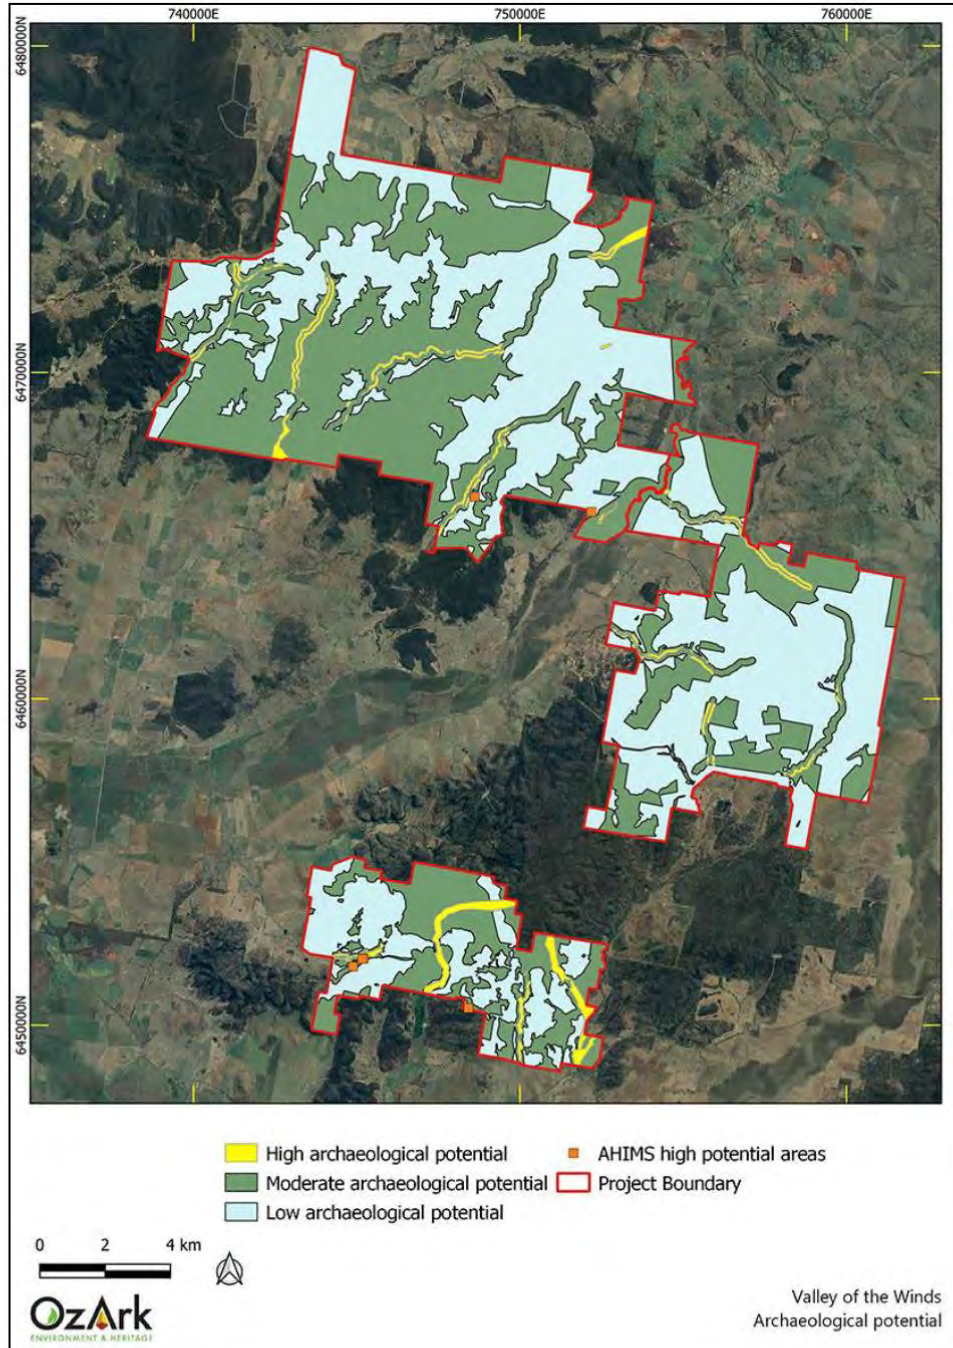 740000E 750000E 760000E
6480000N
6470000N
6460000N
6450000N
High archaeological potential
Moderate archaeological potential
Low archaeological potential
AHIMS high potential areas
Project Boundary
0 2 4 km
OzArk
ENVIRONMENT & HERITAGE
Valley of the Winds
Archaeological potential